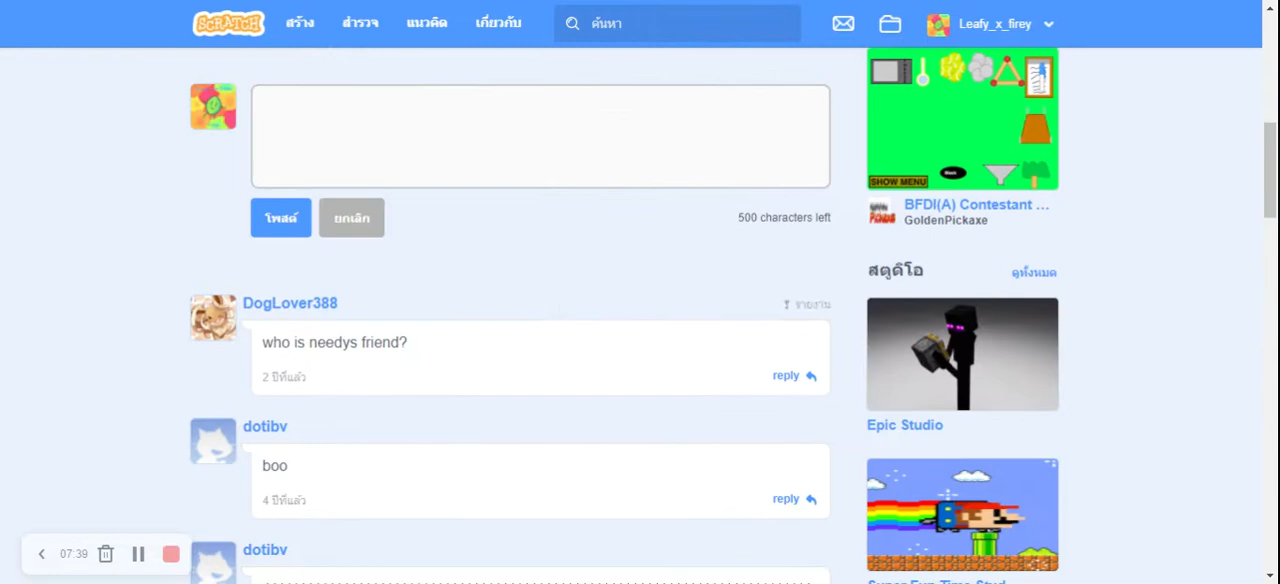 SCRATCH สร้าง สำรวจ แนวคิด เกี่ยวกับ ค้นหา Leafy_x_firey
SHOW MENU
BFDI(A) Contestant ...
GoldenPickaxe
โพสต์ ยกเลิก 500 characters left
สตูดิโอ ดูทั้งหมด
DogLover388 รายงาน
who is needys friend?
2 ปีที่แล้ว reply
Epic Studio
dotibv
boo
4 ปีที่แล้ว reply
07:39
dotibv